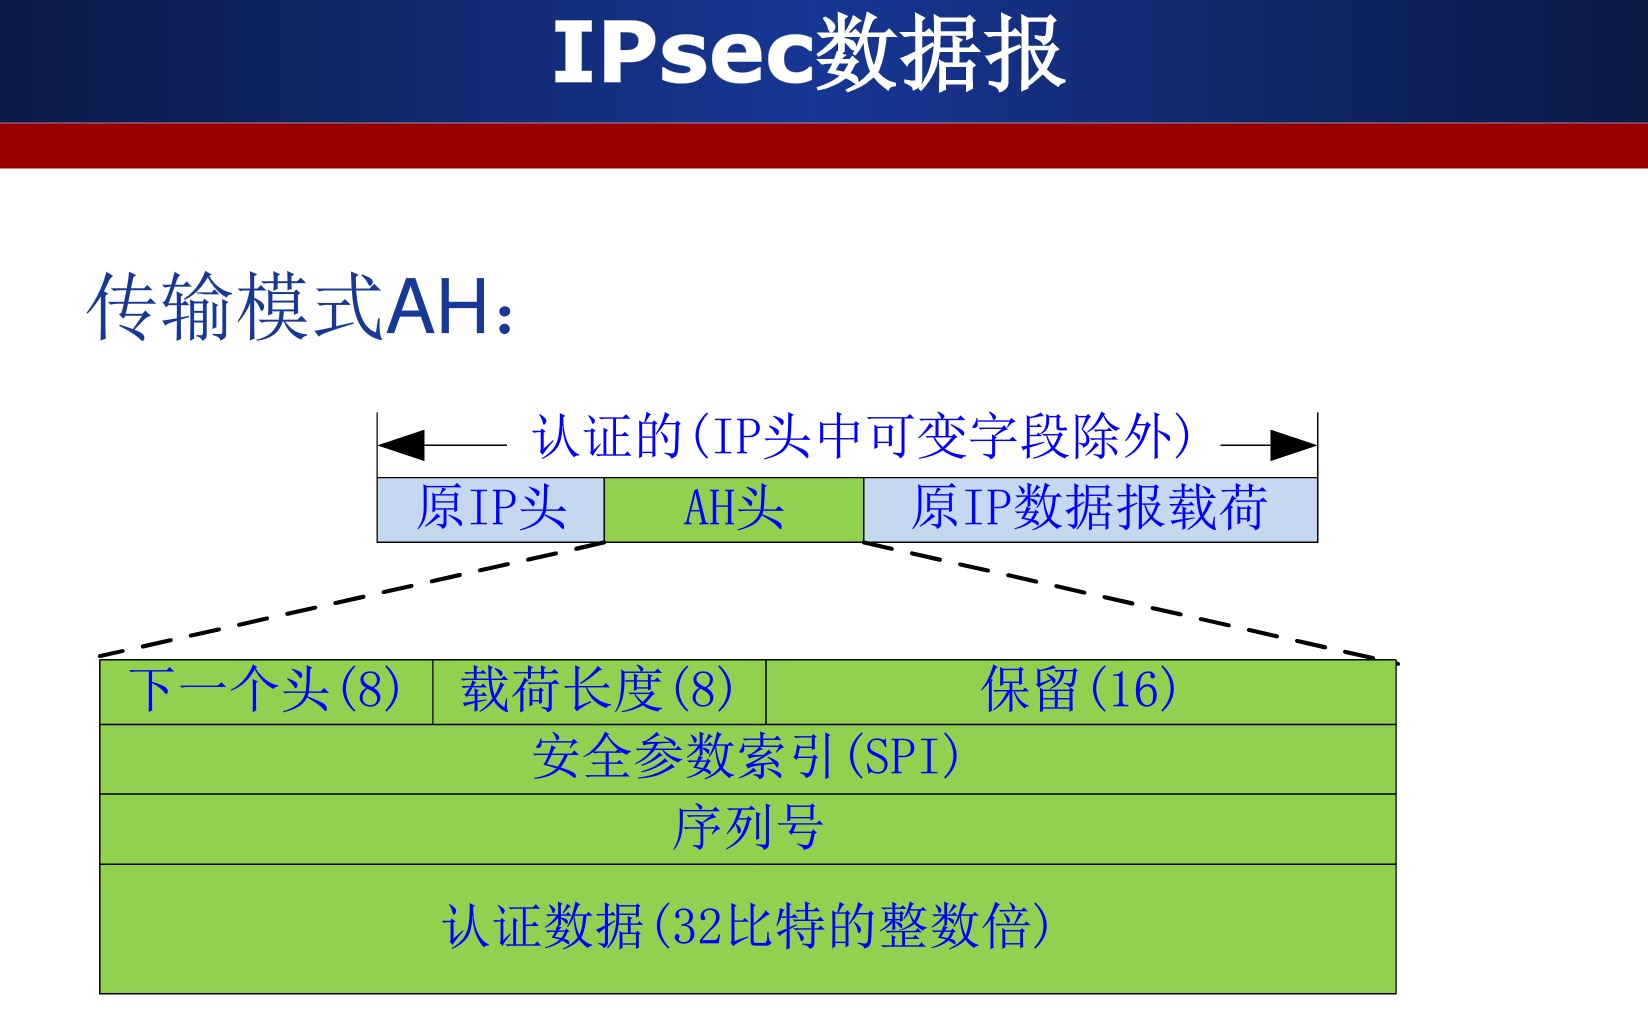 IPsec数据报
传输模式AH：
认证的(IP头中可变字段除外)
原IP头 AH头 原IP数据报载荷
下一个头(8) 载荷长度(8) 保留(16)
安全参数索引(SPI)
序列号
认证数据(32比特的整数倍)